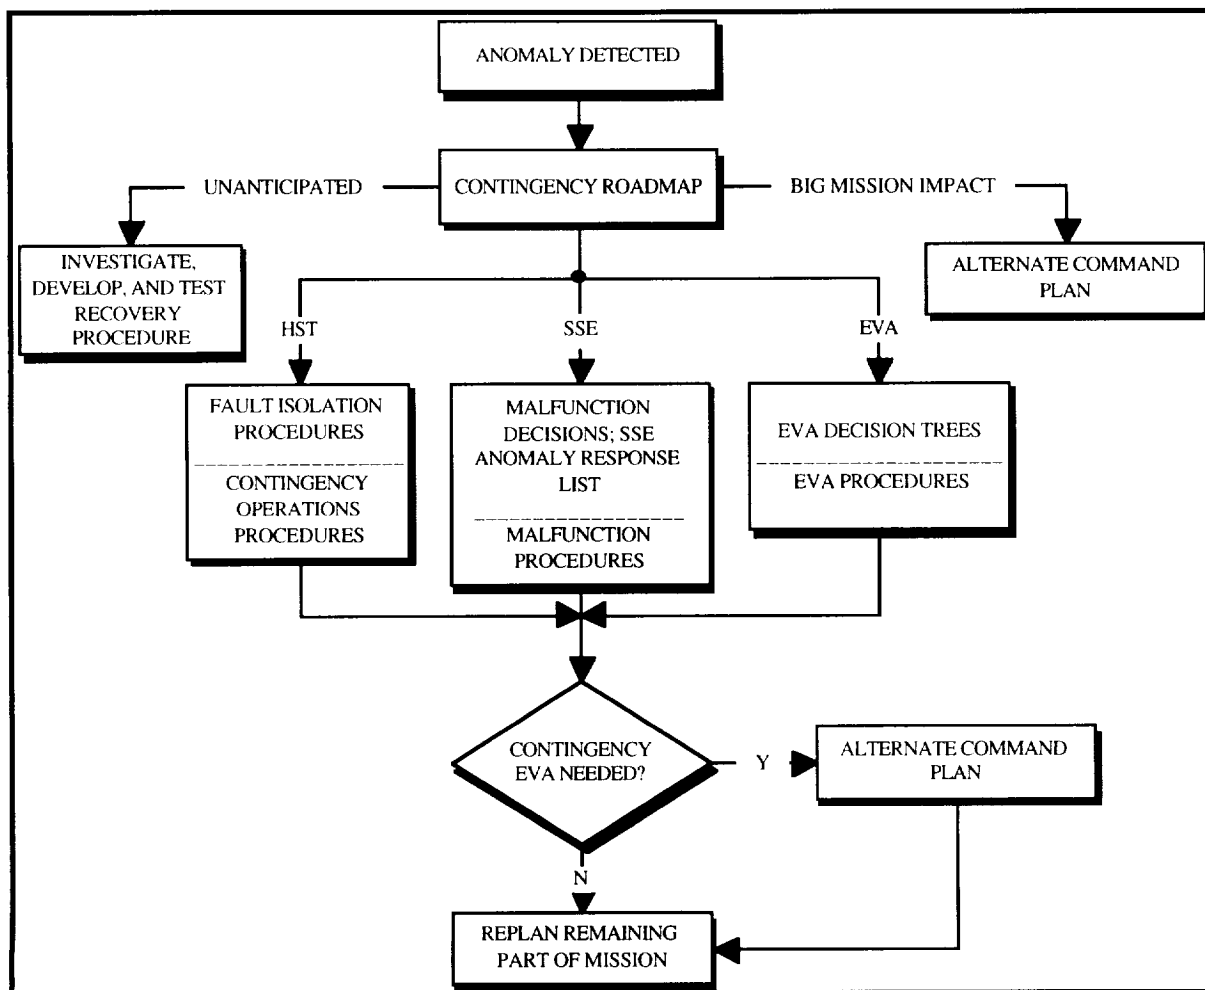 ANOMALY DETECTED
UNANTICIPATED
CONTINGENCY ROADMAP
BIG MISSION IMPACT
INVESTIGATE,
DEVELOP, AND TEST
RECOVERY
PROCEDURE
ALTERNATE COMMAND
PLAN
HST
SSE
EVA
FAULT ISOLATION
PROCEDURES
CONTINGENCY
OPERATIONS
PROCEDURES
MALFUNCTION
DECISIONS; SSE
ANOMALY RESPONSE
LIST
MALFUNCTION
PROCEDURES
EVA DECISION TREES
EVA PROCEDURES
CONTINGENCY
EVA NEEDED?
Y
ALTERNATE COMMAND
PLAN
N
REPLAN REMAINING
PART OF MISSION